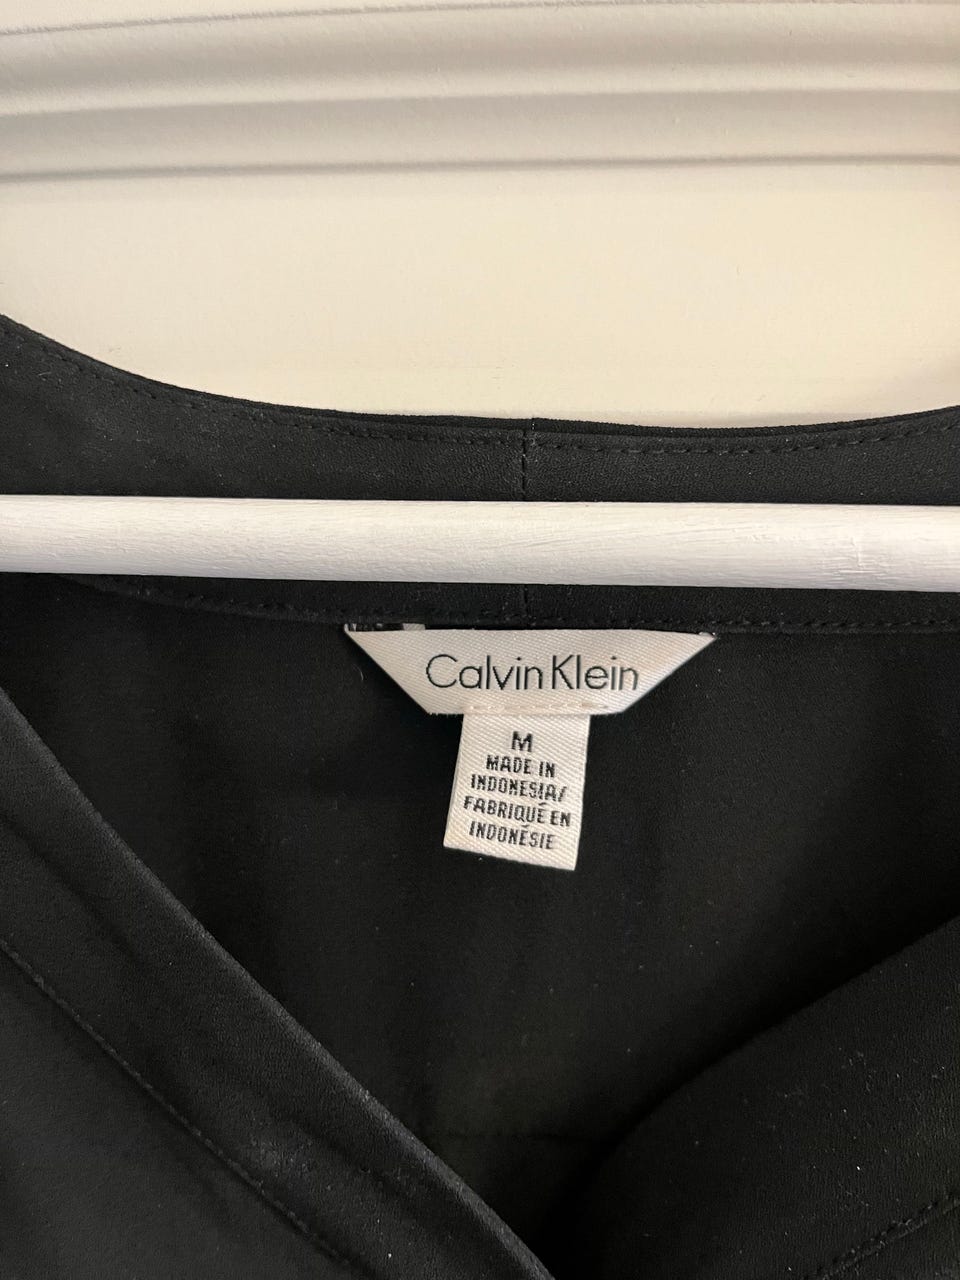 Calvin Klein
M
MADE IN
INDONESIA/
FABRIQUÉ EN
INDONÉSIE